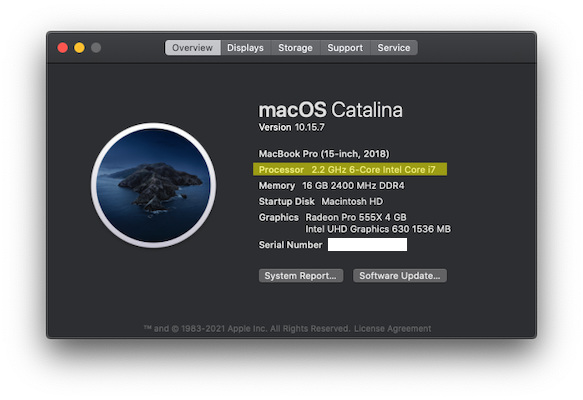 Overview Displays Storage Support Service
macOS Catalina
Version 10.15.7
MacBook Pro (15-inch, 2018)
Processor 2.2 GHz 6-Core Intel Core i7
Memory 16 GB 2400 MHz DDR4
Startup Disk Macintosh HD
Graphics Radeon Pro 555X 4 GB
Intel UHD Graphics 630 1536 MB
Serial Number
System Report... Software Update...
™ and © 1983-2021 Apple Inc. All Rights Reserved. License Agreement